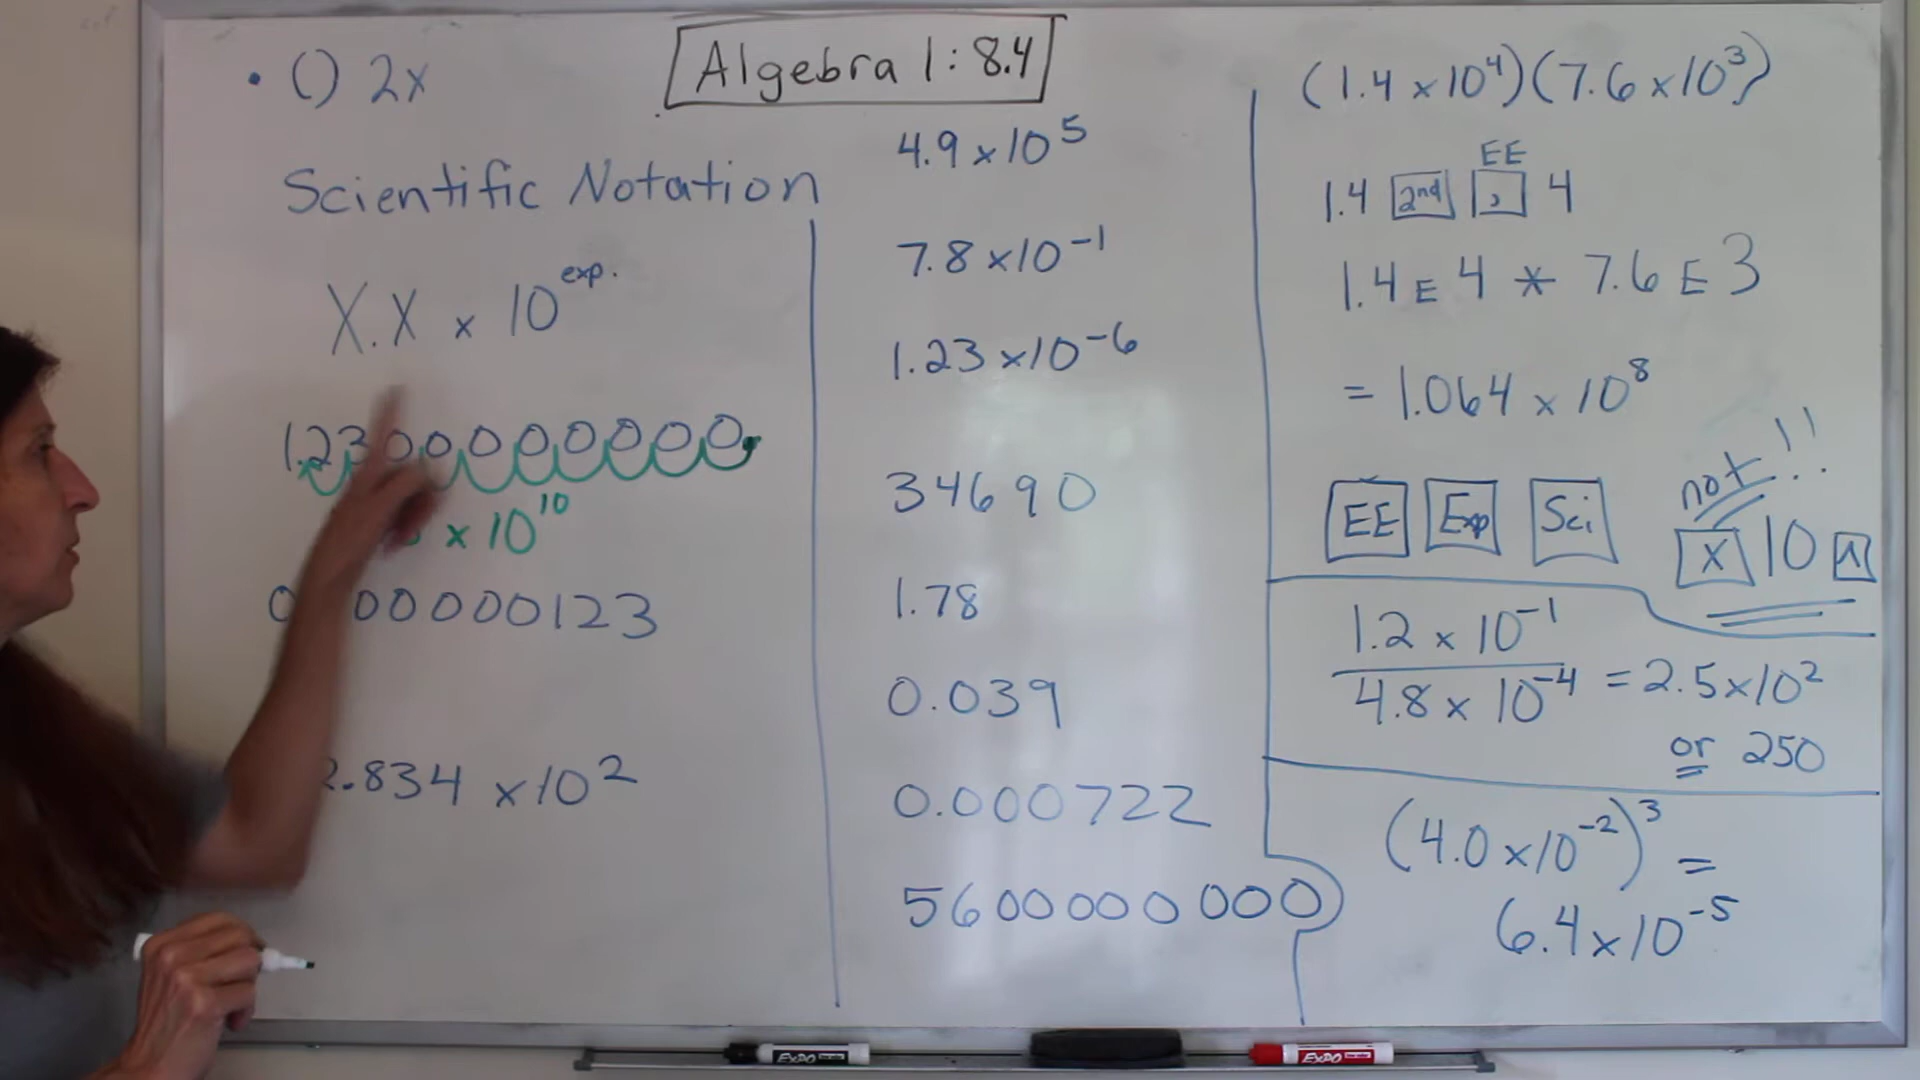 Algebra 1: 8.4
• () 2x
Scientific Notation
X.X x 10^exp.
1.2300000000.
x 10^10
00000123
2.834 x 10^2
4.9 x 10^5
7.8 x 10^-1
1.23 x 10^-6
34690
1.78
0.039
0.000722
5600000000
(1.4 x 10^4)(7.6 x 10^3)
EE
1.4 2nd , 4
1.4 E 4 * 7.6 E 3
= 1.064 x 10^8
not!!
EE Exp Sci x 10 ^
1.2 x 10^-1
4.8 x 10^-4 = 2.5 x 10^2
or 250
(4.0 x 10^-2)^3 =
6.4 x 10^-5
EXPO
EXPO